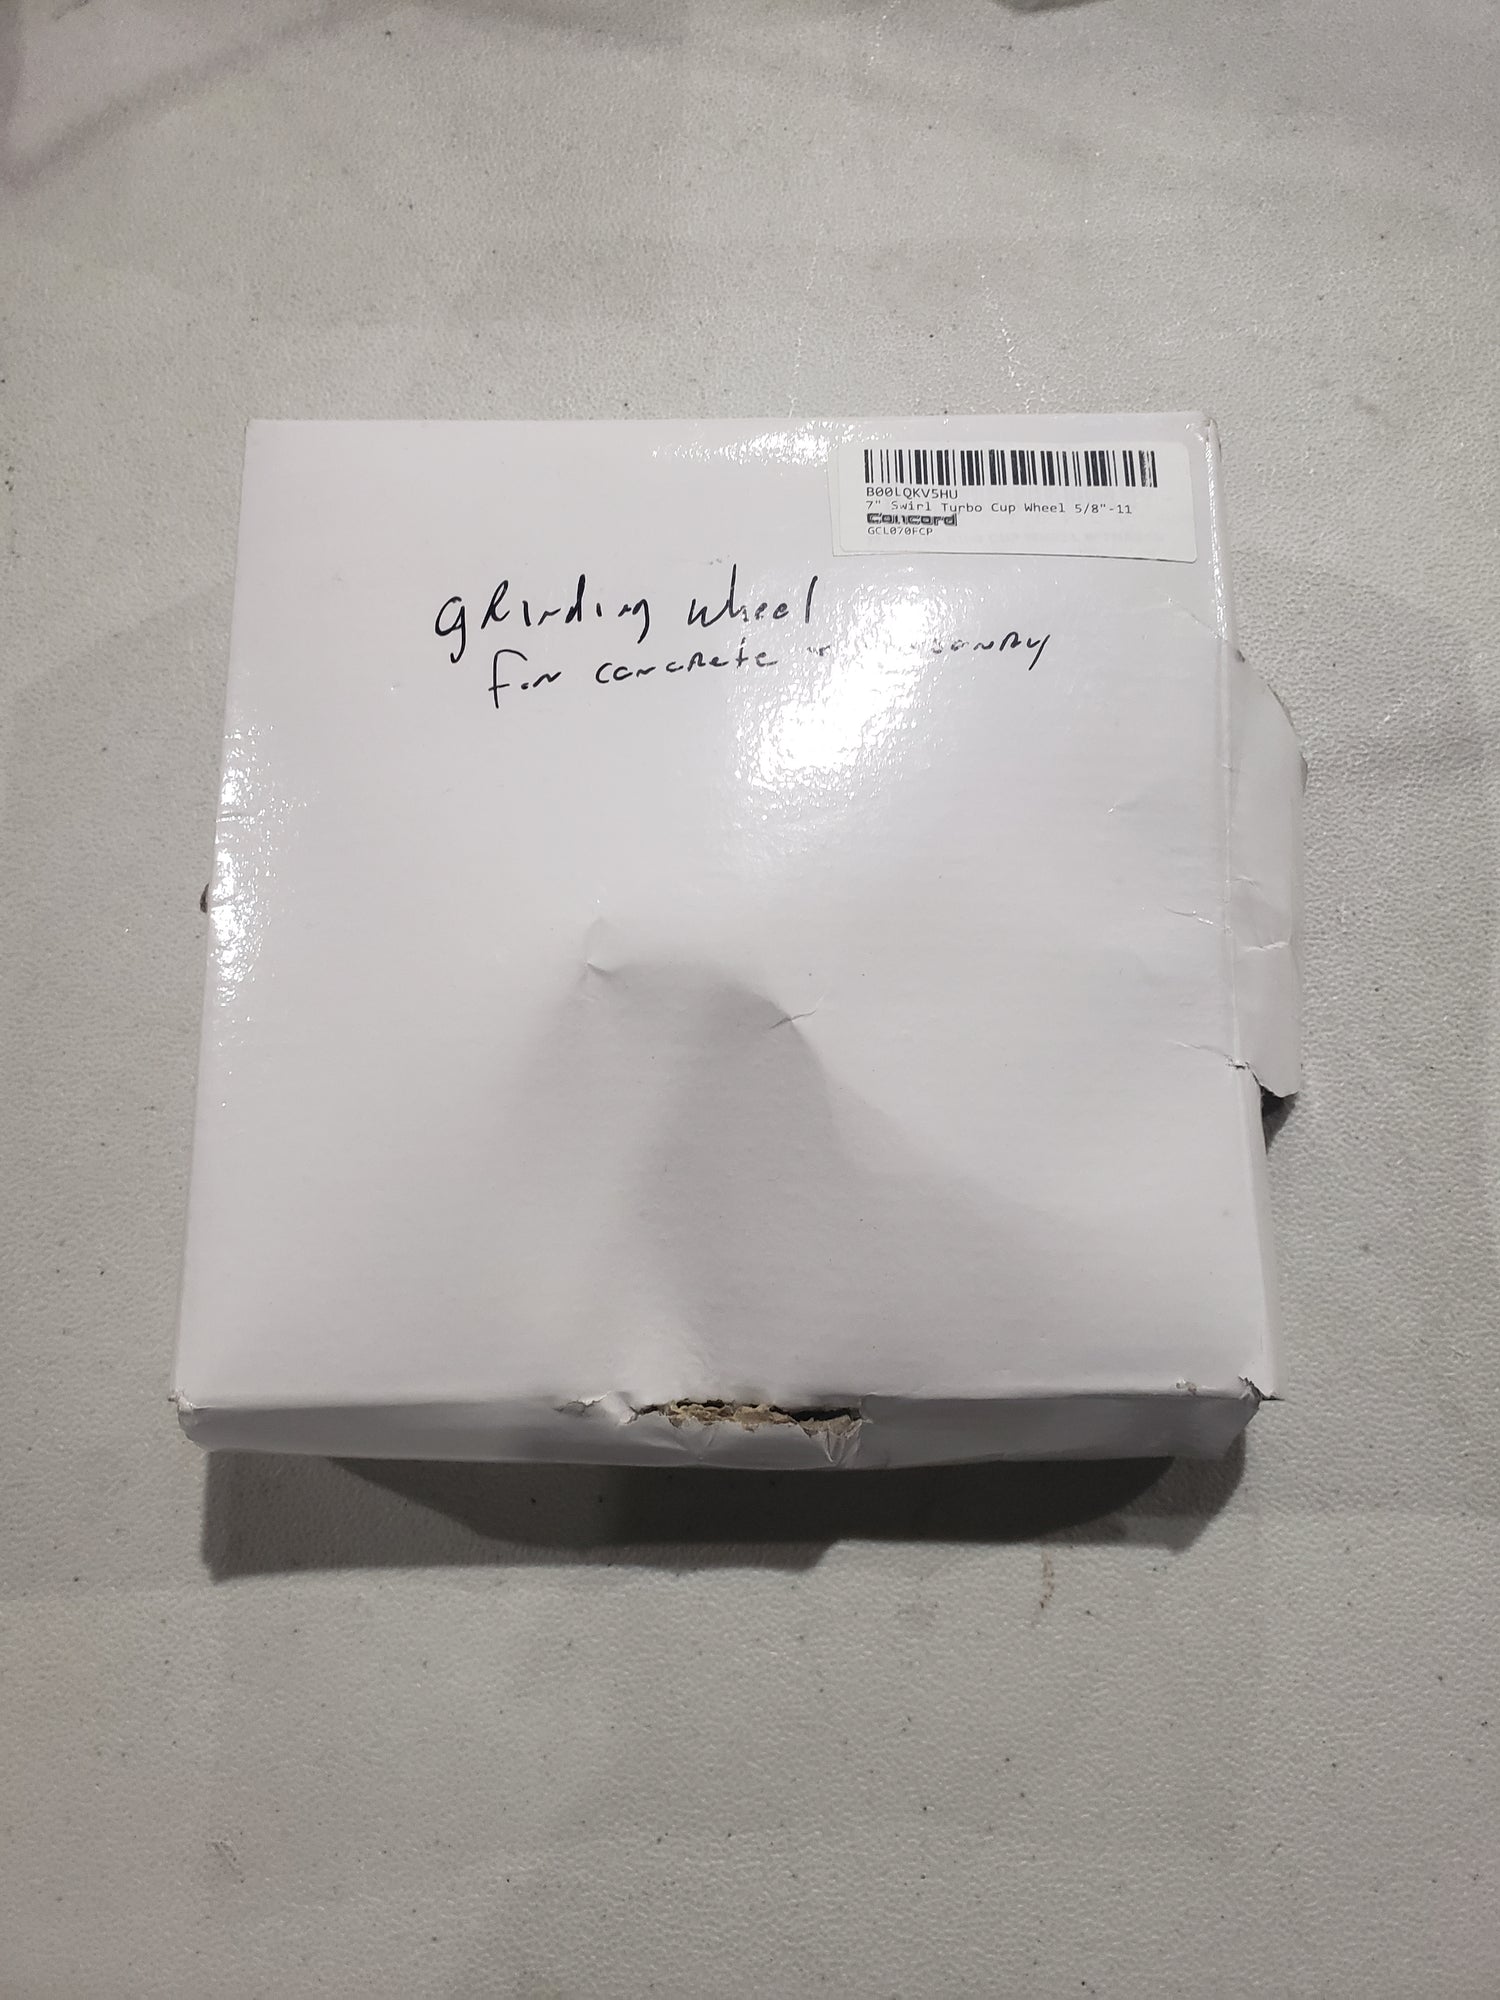 B00LQKV5HU
7" Swirl Turbo Cup Wheel 5/8"-11
Concord
GCL070FCP
gRinding wheel
for concRete